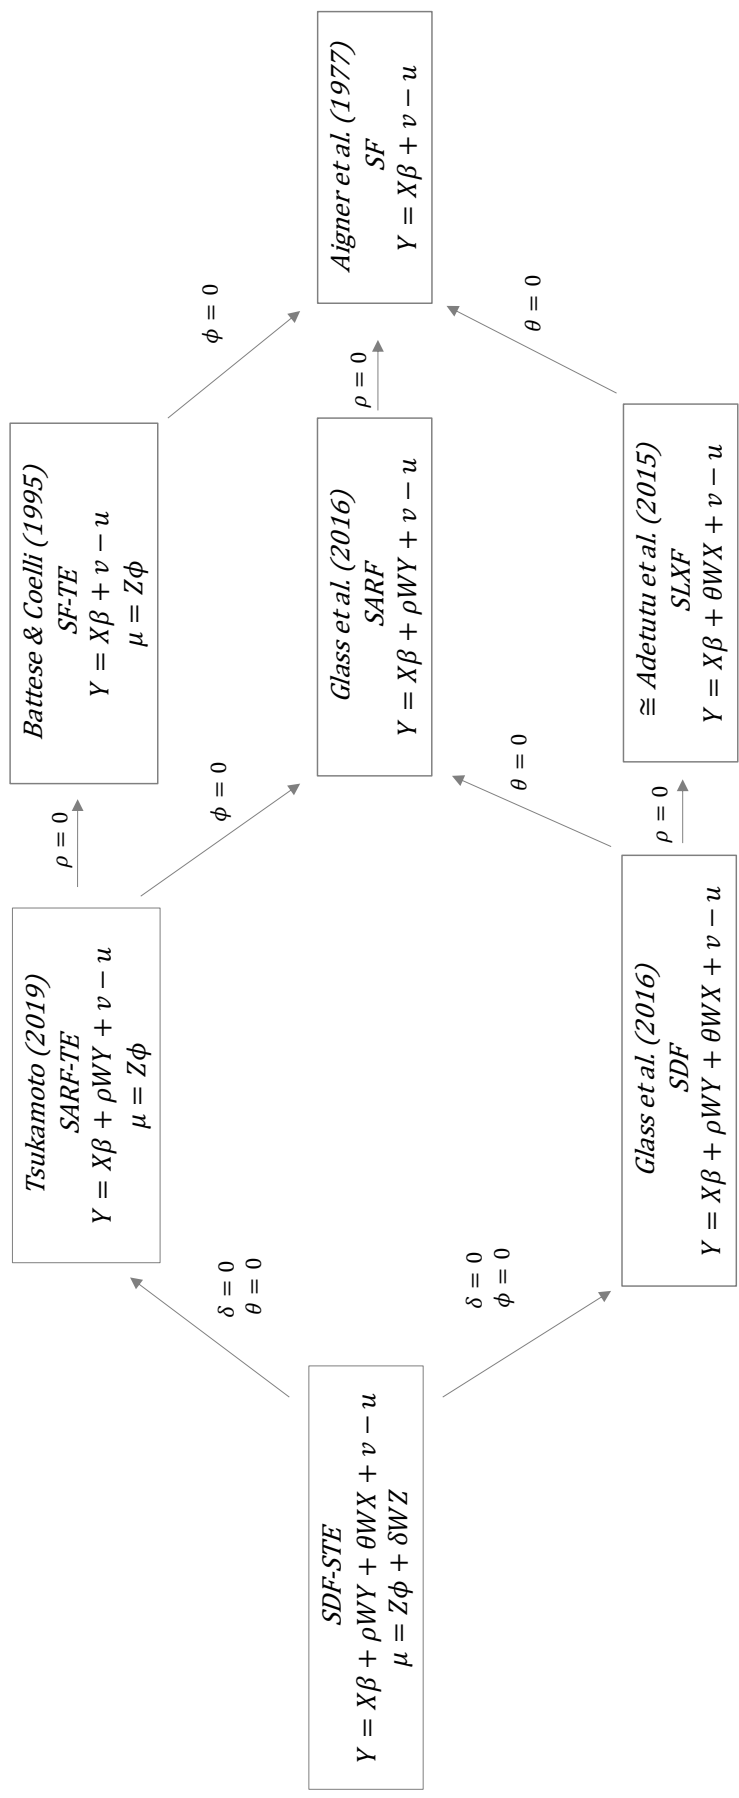 SDF-STE
Y = Xβ + ρWY + θWX + v − u
μ = Zϕ + δWZ
δ = 0
θ = 0
δ = 0
ϕ = 0
Tsukamoto (2019)
SARF-TE
Y = Xβ + ρWY + v − u
μ = Zϕ
Glass et al. (2016)
SDF
Y = Xβ + ρWY + θWX + v − u
ρ = 0
ϕ = 0
θ = 0
ρ = 0
Battese & Coelli (1995)
SF-TE
Y = Xβ + v − u
μ = Zϕ
Glass et al. (2016)
SARF
Y = Xβ + ρWY + v − u
≅ Adetutu et al. (2015)
SLXF
Y = Xβ + θWX + v − u
ϕ = 0
ρ = 0
θ = 0
Aigner et al. (1977)
SF
Y = Xβ + v − u